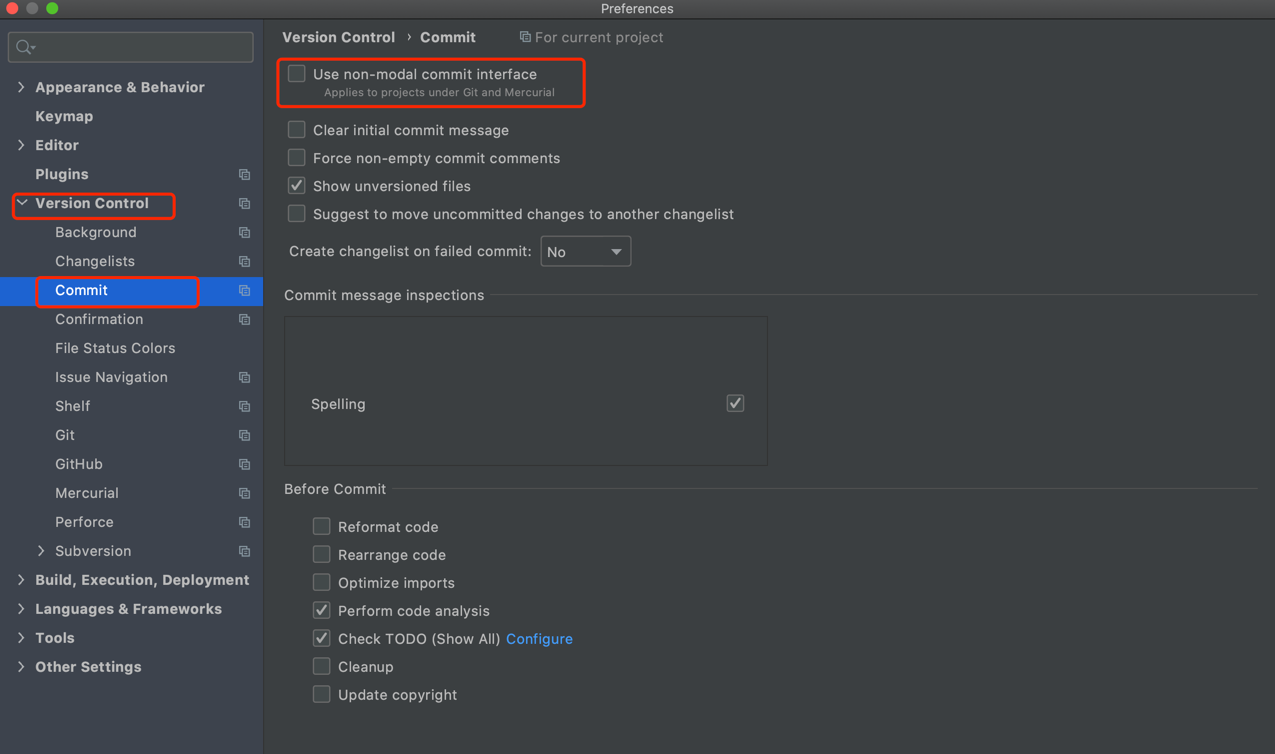 Preferences
Appearance & Behavior
Keymap
Editor
Plugins
Version Control
Background
Changelists
Commit
Confirmation
File Status Colors
Issue Navigation
Shelf
Git
GitHub
Mercurial
Perforce
Subversion
Build, Execution, Deployment
Languages & Frameworks
Tools
Other Settings
Version Control › Commit For current project
Use non-modal commit interface
Applies to projects under Git and Mercurial
Clear initial commit message
Force non-empty commit comments
Show unversioned files
Suggest to move uncommitted changes to another changelist
Create changelist on failed commit: No
Commit message inspections
Spelling
Before Commit
Reformat code
Rearrange code
Optimize imports
Perform code analysis
Check TODO (Show All) Configure
Cleanup
Update copyright